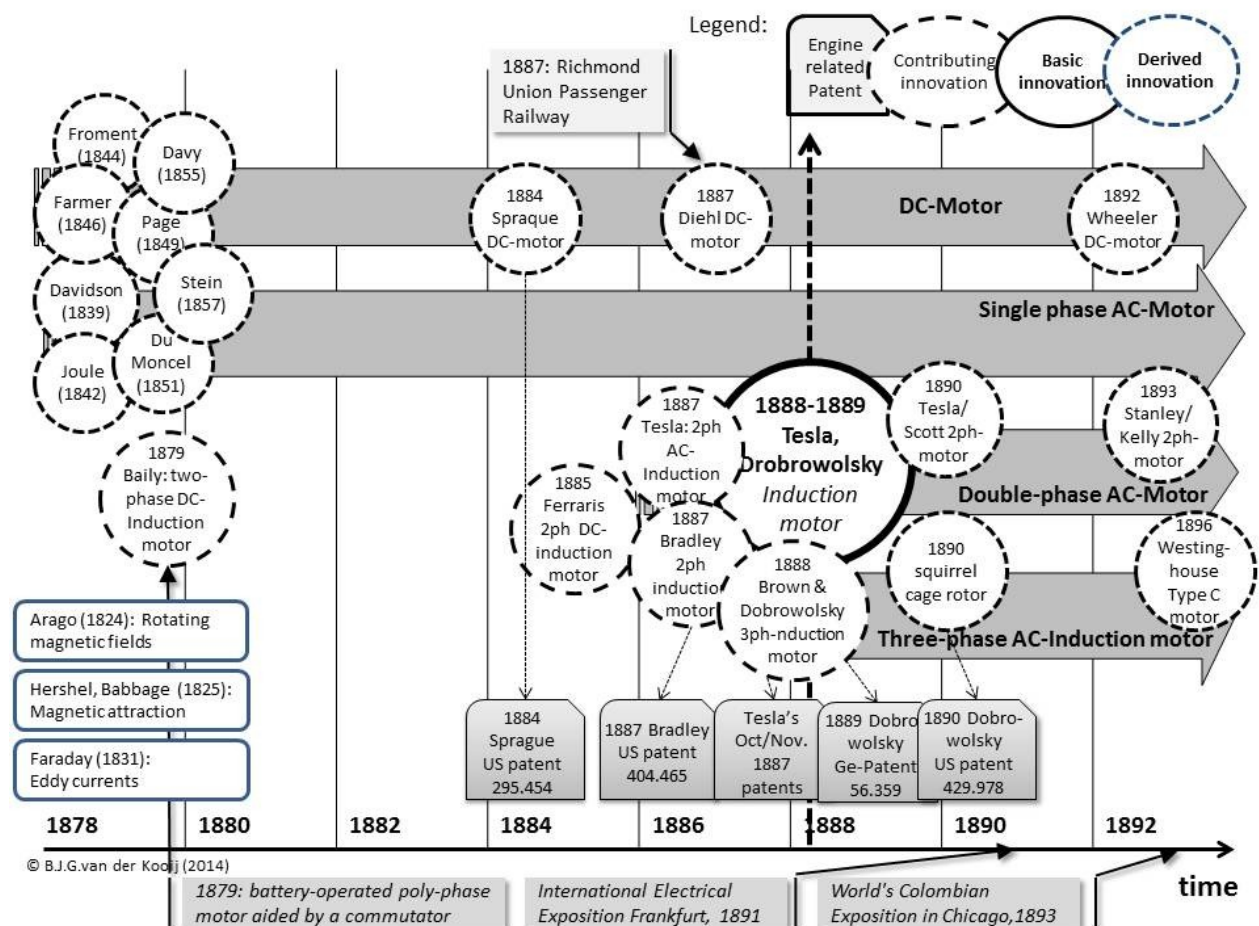 Legend:
Engine
related
Patent
Contributing
innovation
Basic
innovation
Derived
innovation
1887: Richmond
Union Passenger
Railway
Froment
(1844)
Davy
(1855)
Farmer
(1846)
Page
(1849)
Davidson
(1839)
Stein
(1857)
Joule
(1842)
Du
Moncel
(1851)
1884
Spraque
DC-motor
1887
Diehl DC-
motor
DC-Motor
1892
Wheeler
DC-motor
Single phase AC-Motor
1879
Baily: two-
phase DC-
Induction
motor
1885
Ferraris
2ph DC-
induction
motor
1887
Tesla: 2ph
AC-
Induction
motor
1887
Bradley
2ph
induction
motor
1888-1889
Tesla,
Drobrowolsky
Induction
motor
1888
Brown &
Dobrowolsky
3ph-nduction
motor
1890
Tesla/
Scott 2ph-
motor
1893
Stanley/
Kelly 2ph-
motor
Double-phase AC-Motor
1890
squirrel
cage rotor
1896
Westing-
house
Type C
motor
Three-phase AC-Induction motor
Arago (1824): Rotating
magnetic fields
Hershel, Babbage (1825):
Magnetic attraction
Faraday (1831):
Eddy currents
1884
Sprague
US patent
295.454
1887 Bradley
US patent
404.465
Tesla's
Oct/Nov.
1887
patents
1889 Dobro
wolsky
Ge-Patent
56.359
1890 Dobro-
wolsky
US patent
429.978
1878 1880 1882 1884 1886 1888 1890 1892
© B.J.G.van der Kooij (2014)
time
1879: battery-operated poly-phase
motor aided by a commutator
International Electrical
Exposition Frankfurt, 1891
World's Colombian
Exposition in Chicago,1893